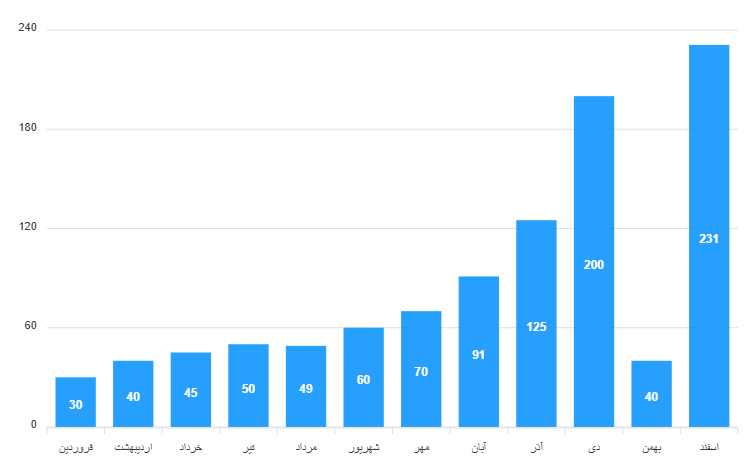 240
180
120
60
0
30
40
45
50
49
60
70
91
125
200
40
231
فروردین
اردیبهشت
خرداد
تیر
مرداد
شهریور
مهر
آبان
آذر
دی
بهمن
اسفند